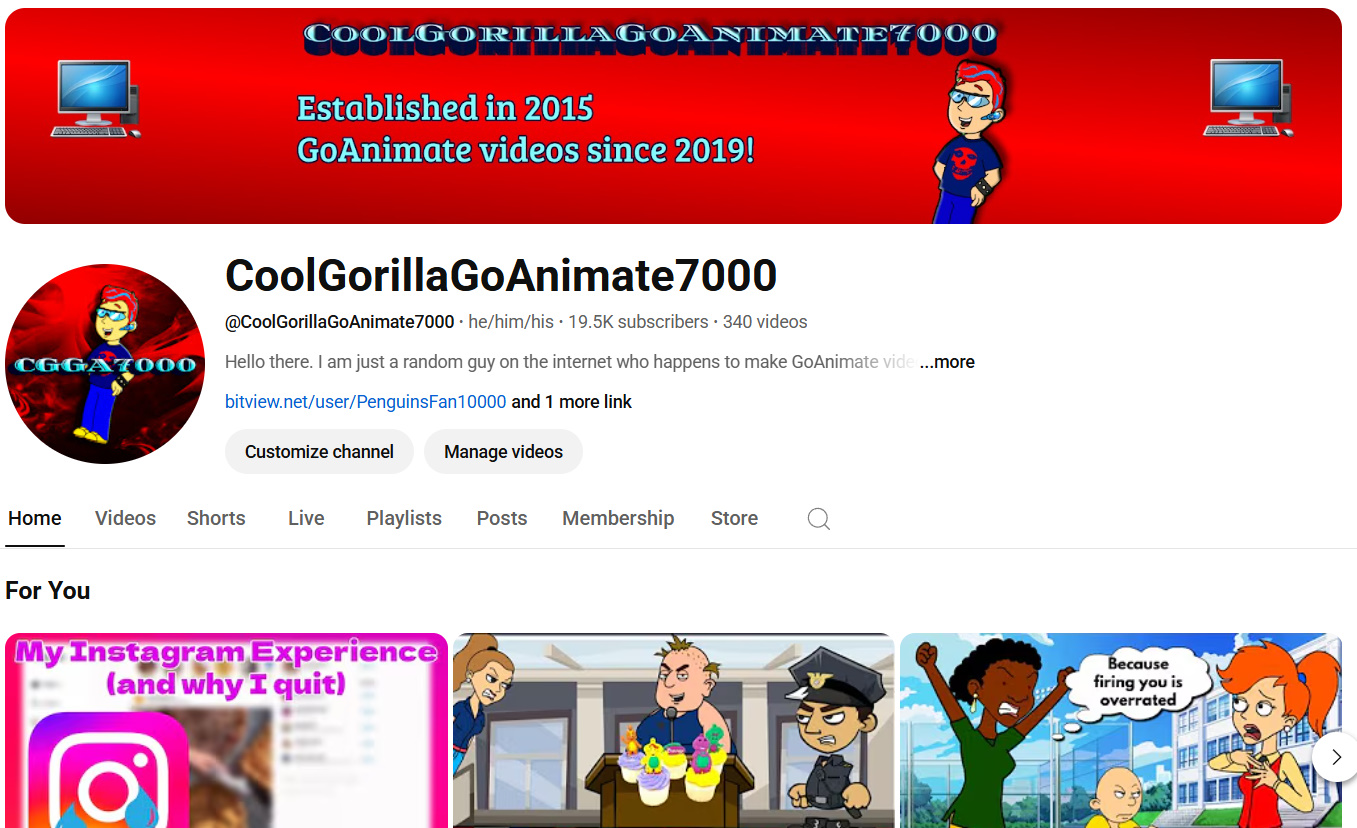 CoolGorillaGoAnimate7000
Established in 2015
GoAnimate videos since 2019!
CGGA7000
CoolGorillaGoAnimate7000
@CoolGorillaGoAnimate7000 · he/him/his · 19.5K subscribers · 340 videos
Hello there. I am just a random guy on the internet who happens to make GoAnimate vide ...more
bitview.net/user/PenguinsFan10000 and 1 more link
Customize channel Manage videos
Home Videos Shorts Live Playlists Posts Membership Store
For You
My Instagram Experience
(and why I quit)
Because
firing you is
overrated